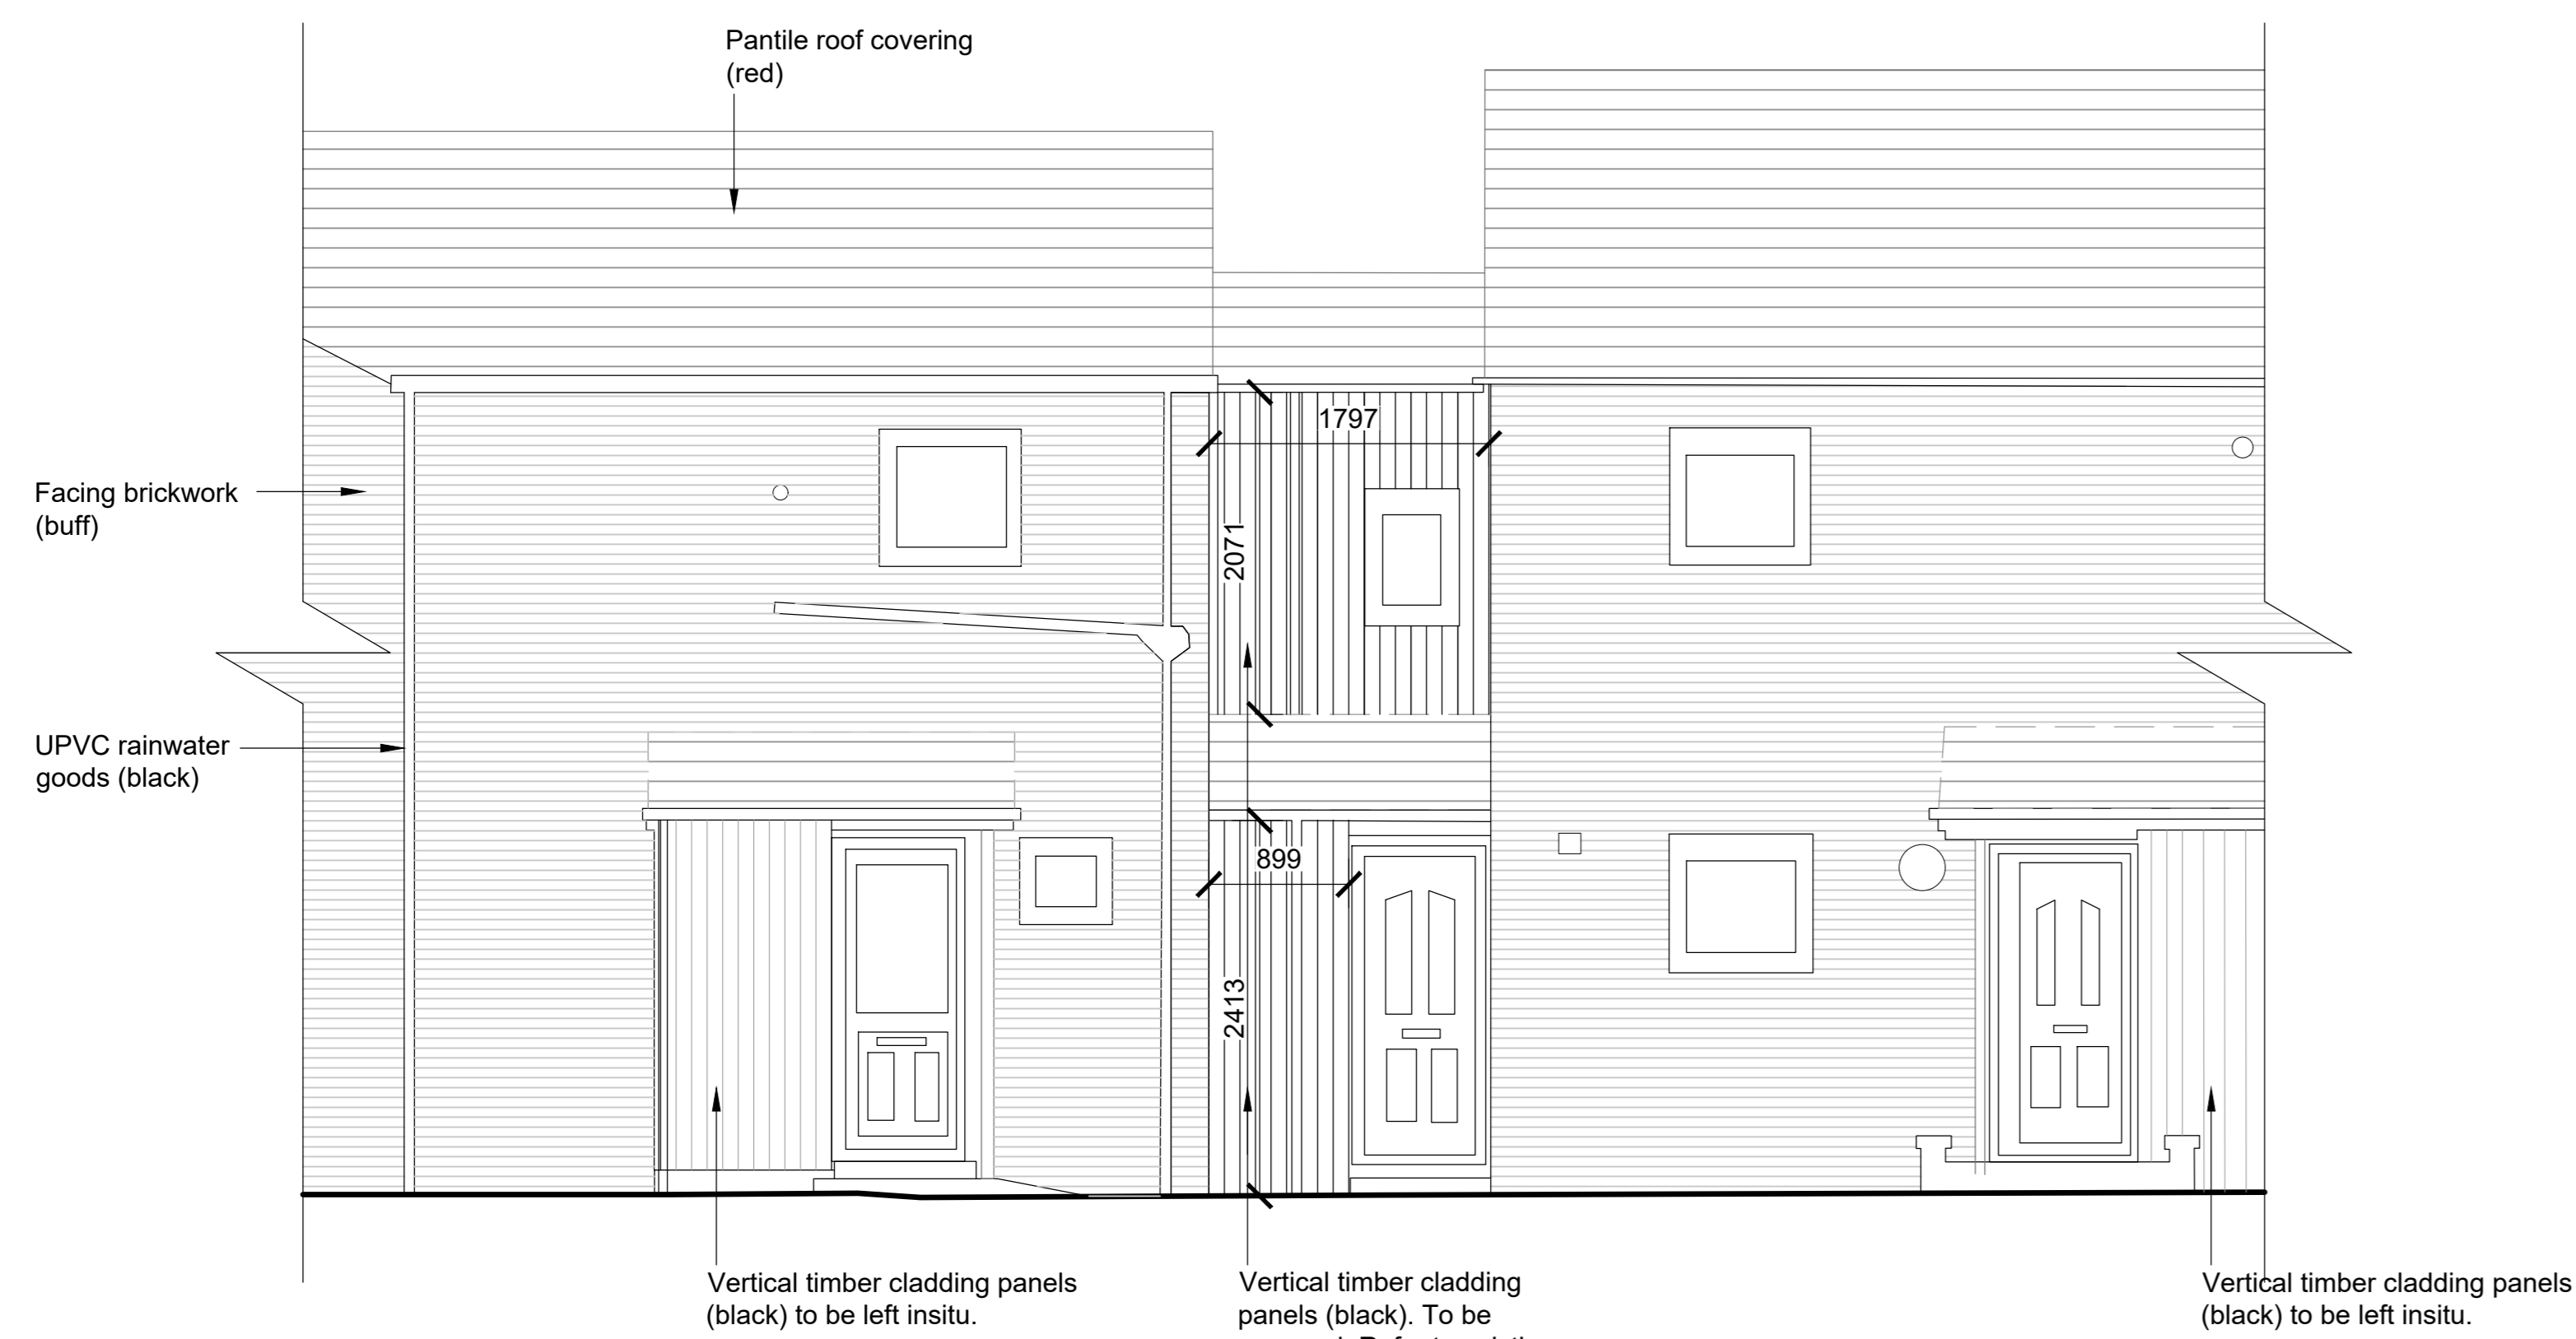 Pantile roof covering
(red)
1797
Facing brickwork
(buff)
2071
UPVC rainwater
goods (black)
899
2413
Vertical timber cladding panels
(black) to be left insitu.
Vertical timber cladding
panels (black). To be
Vertical timber cladding panels
(black) to be left insitu.